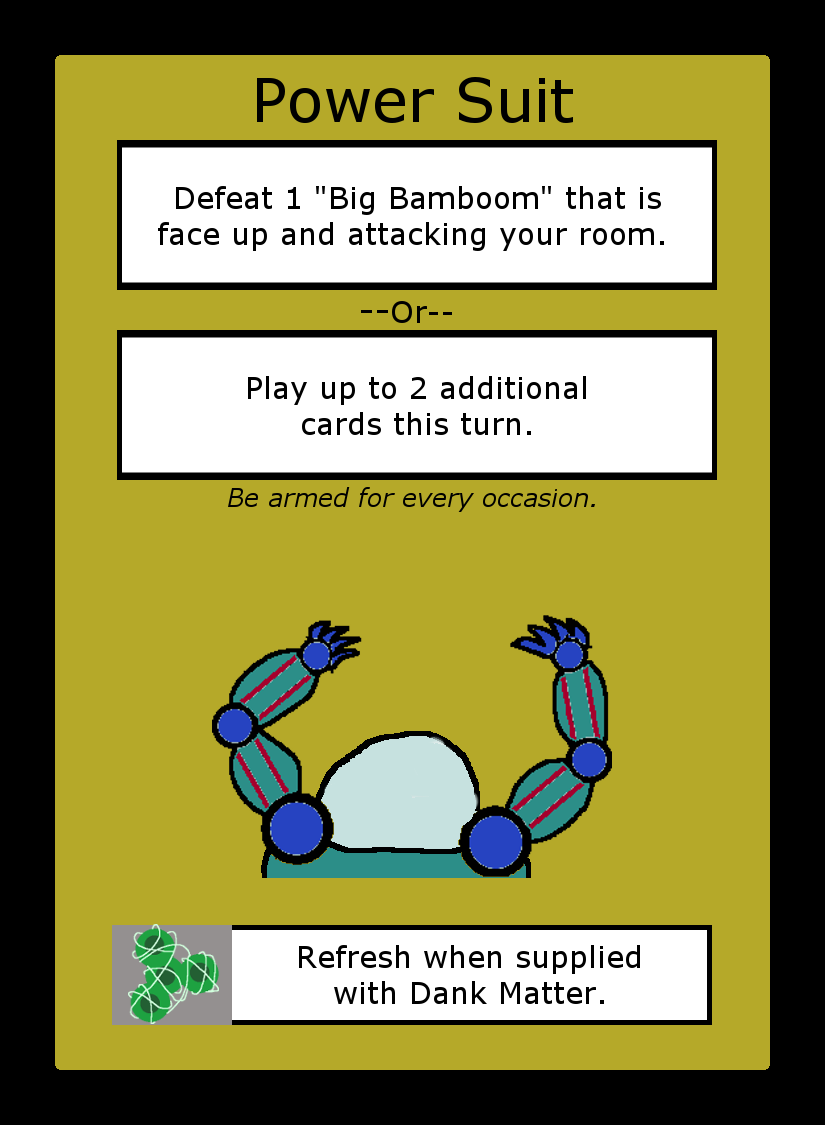 Power Suit
Defeat 1 "Big Bamboom" that is
face up and attacking your room.
--Or--
Play up to 2 additional
cards this turn.
Be armed for every occasion.
Refresh when supplied
with Dank Matter.